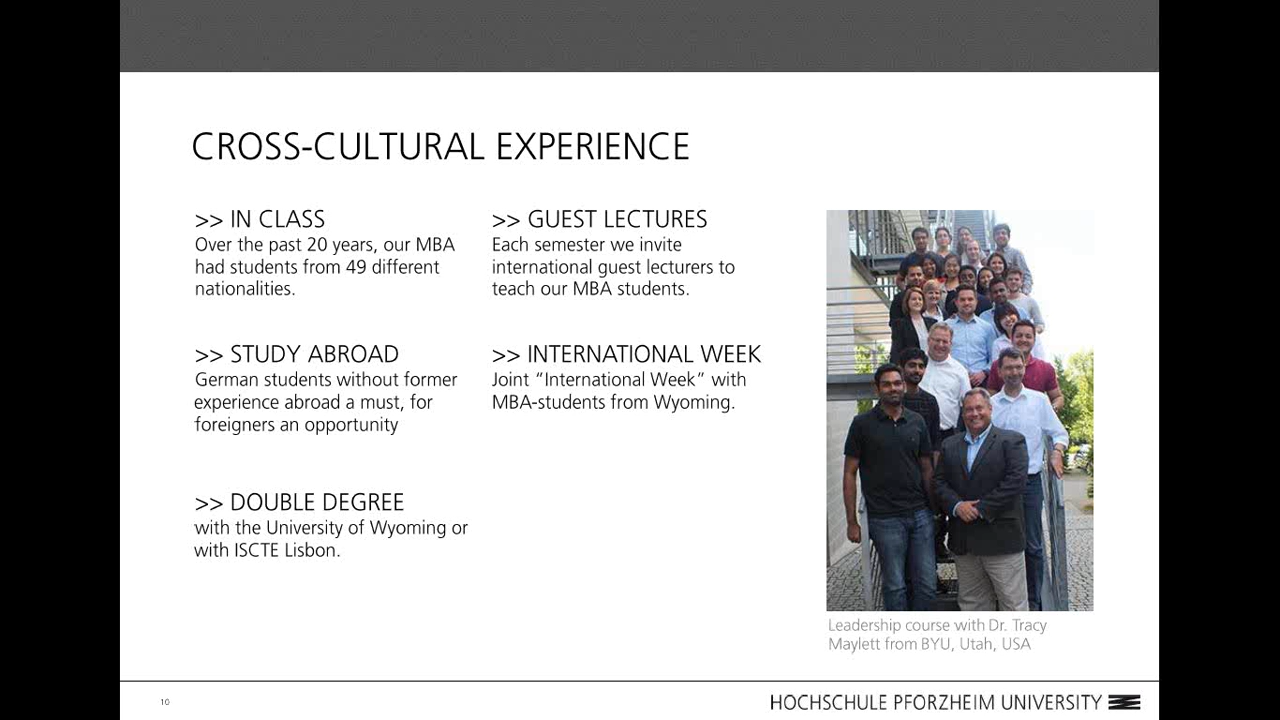 CROSS-CULTURAL EXPERIENCE
>> IN CLASS
Over the past 20 years, our MBA
had students from 49 different
nationalities.
>> GUEST LECTURES
Each semester we invite
international guest lecturers to
teach our MBA students.
>> STUDY ABROAD
German students without former
experience abroad a must, for
foreigners an opportunity
>> INTERNATIONAL WEEK
Joint “International Week” with
MBA-students from Wyoming.
>> DOUBLE DEGREE
with the University of Wyoming or
with ISCTE Lisbon.
Leadership course with Dr. Tracy
Maylett from BYU, Utah, USA
10
HOCHSCHULE PFORZHEIM UNIVERSITY